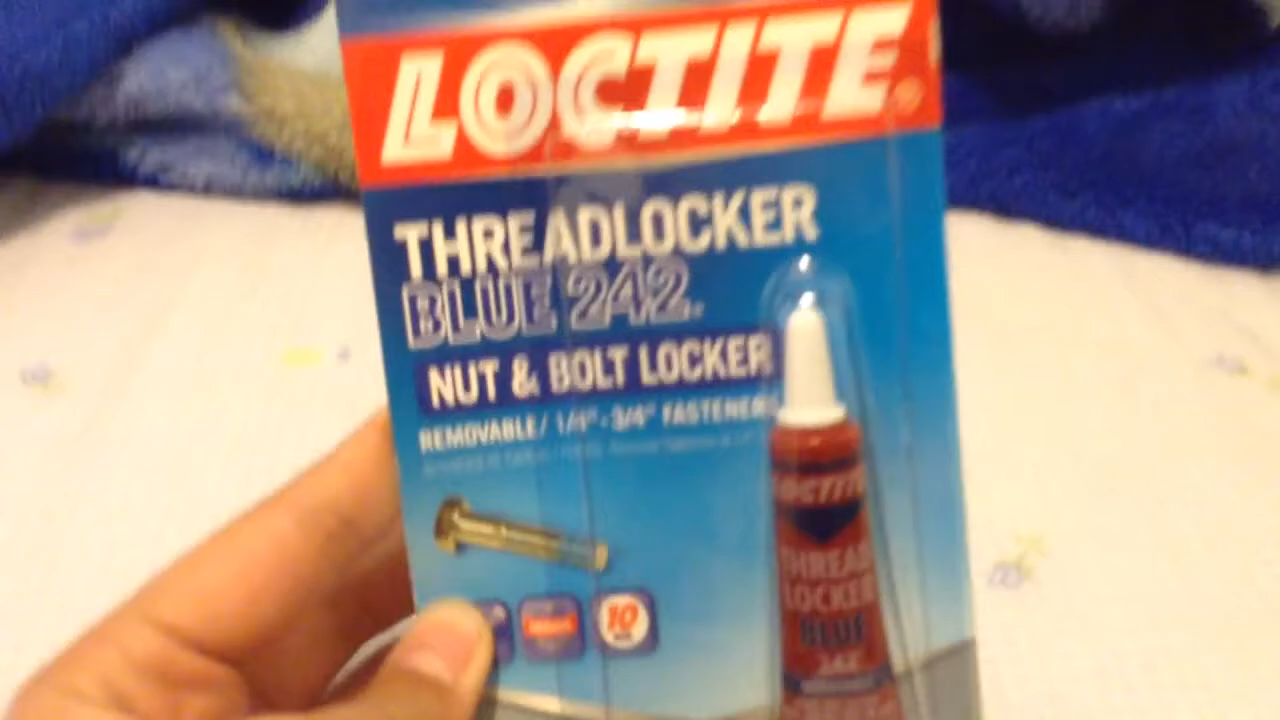 LOCTITE®
THREADLOCKER
BLUE 242.
NUT & BOLT LOCKER
REMOVABLE/ 1/4"-3/4" FASTENERS
10
LOCTITE
THREAD
LOCKER
BLUE
242